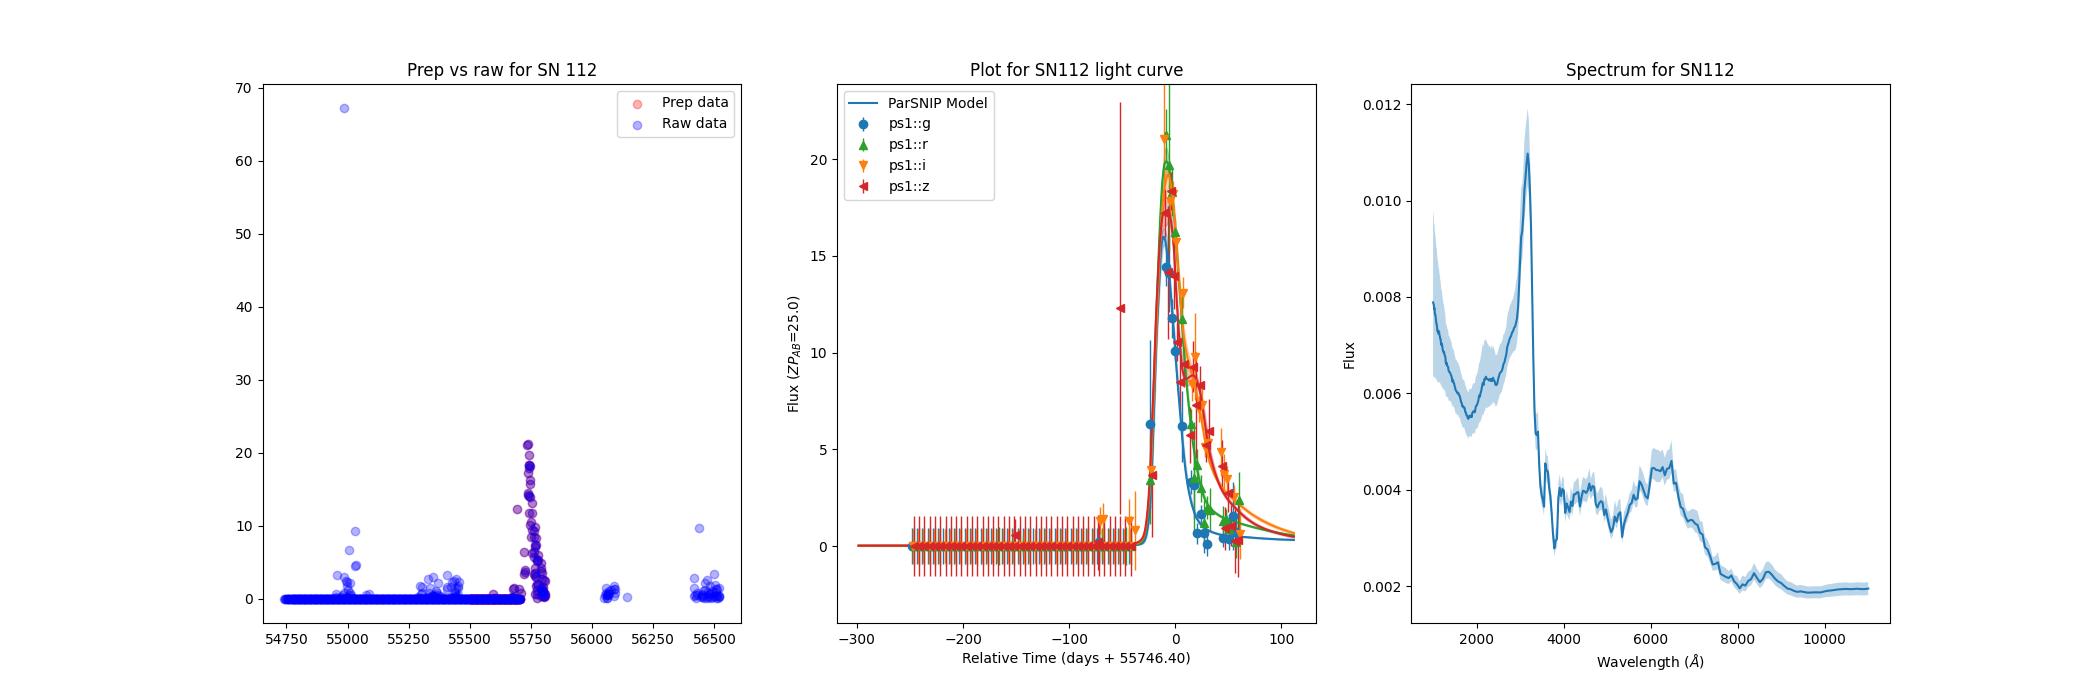 Prep vs raw for SN 112
Prep data
Raw data
70
60
50
40
30
20
10
0
54750 55000 55250 55500 55750 56000 56250 56500
Plot for SN112 light curve
ParSNIP Model
ps1::g
ps1::r
ps1::i
ps1::z
Flux (ZP_AB=25.0)
20
15
10
5
0
−300 −200 −100 0 100
Relative Time (days + 55746.40)
Spectrum for SN112
Flux
0.012
0.010
0.008
0.006
0.004
0.002
2000 4000 6000 8000 10000
Wavelength (Å)